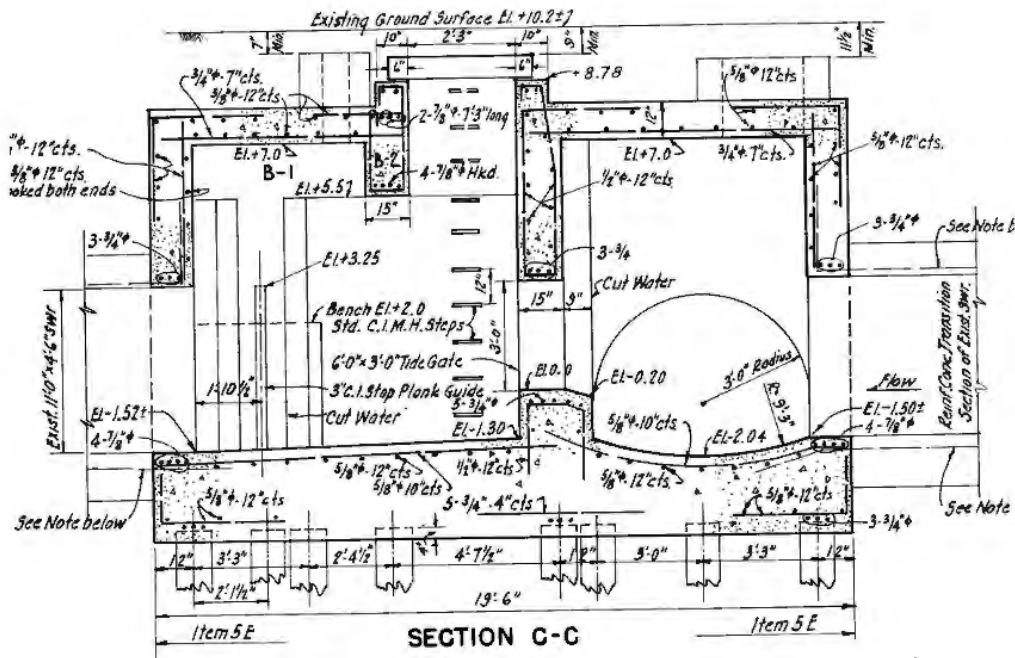 Existing Ground Surface El. +10.2±
7" Min.
10"
2'-3"
10"
9" Min.
11½" Min.
6"
6"
+8.78
¾"ϕ-7"cts.
⅜"ϕ-12"cts.
2-⅞"ϕ-7'-3"long
5/8"ϕ 12"cts.
12"
El.+7.0
B-1
B-2
El.+7.0
¾"ϕ-7"cts.
"ϕ-12"cts.
5/8"ϕ-12"cts.
⅜"ϕ 12"cts.
ooked both ends
4-⅞"ϕ Hkd.
½"ϕ-12"cts.
El.+5.57
15"
3-¾"ϕ
3-¾
3-¾"ϕ
See Note b
El.+3.25
12"
15"
9"
Cut Water
Bench El.+2.0
Std. C.I.M.H. Steps
3'-0"
6'-0"x3'-0" Tide Gate
El.0.0
El.-0.20
3'-0" Radius
Exist. 11'-0"x4'-6" Swr.
1'-10½"
3"C.I. Stop Plank Guide
5-¾"ϕ
Cut Water
Flow
Reinf. Conc. Transition
Section of Exist. Swr.
El.-1.52±
4-⅞"ϕ
El.-1.30
5/8"ϕ-10"cts.
El.-2.04
El.-1.50±
4-⅞"ϕ
5/8"ϕ-12"cts
5/8"ϕ 10"cts
½"ϕ-12"cts
5-¾"-4"cts
5/8"ϕ-12"cts.
5/8"ϕ-12"cts
5/8"ϕ-12"cts
See Note below
See Note
3-¾"ϕ
12"
3'-3"
2'-4½"
4'-7½"
3'-0"
3'-3"
12"
2'-1½"
19'-6"
Item 5E
SECTION C-C
Item 5E